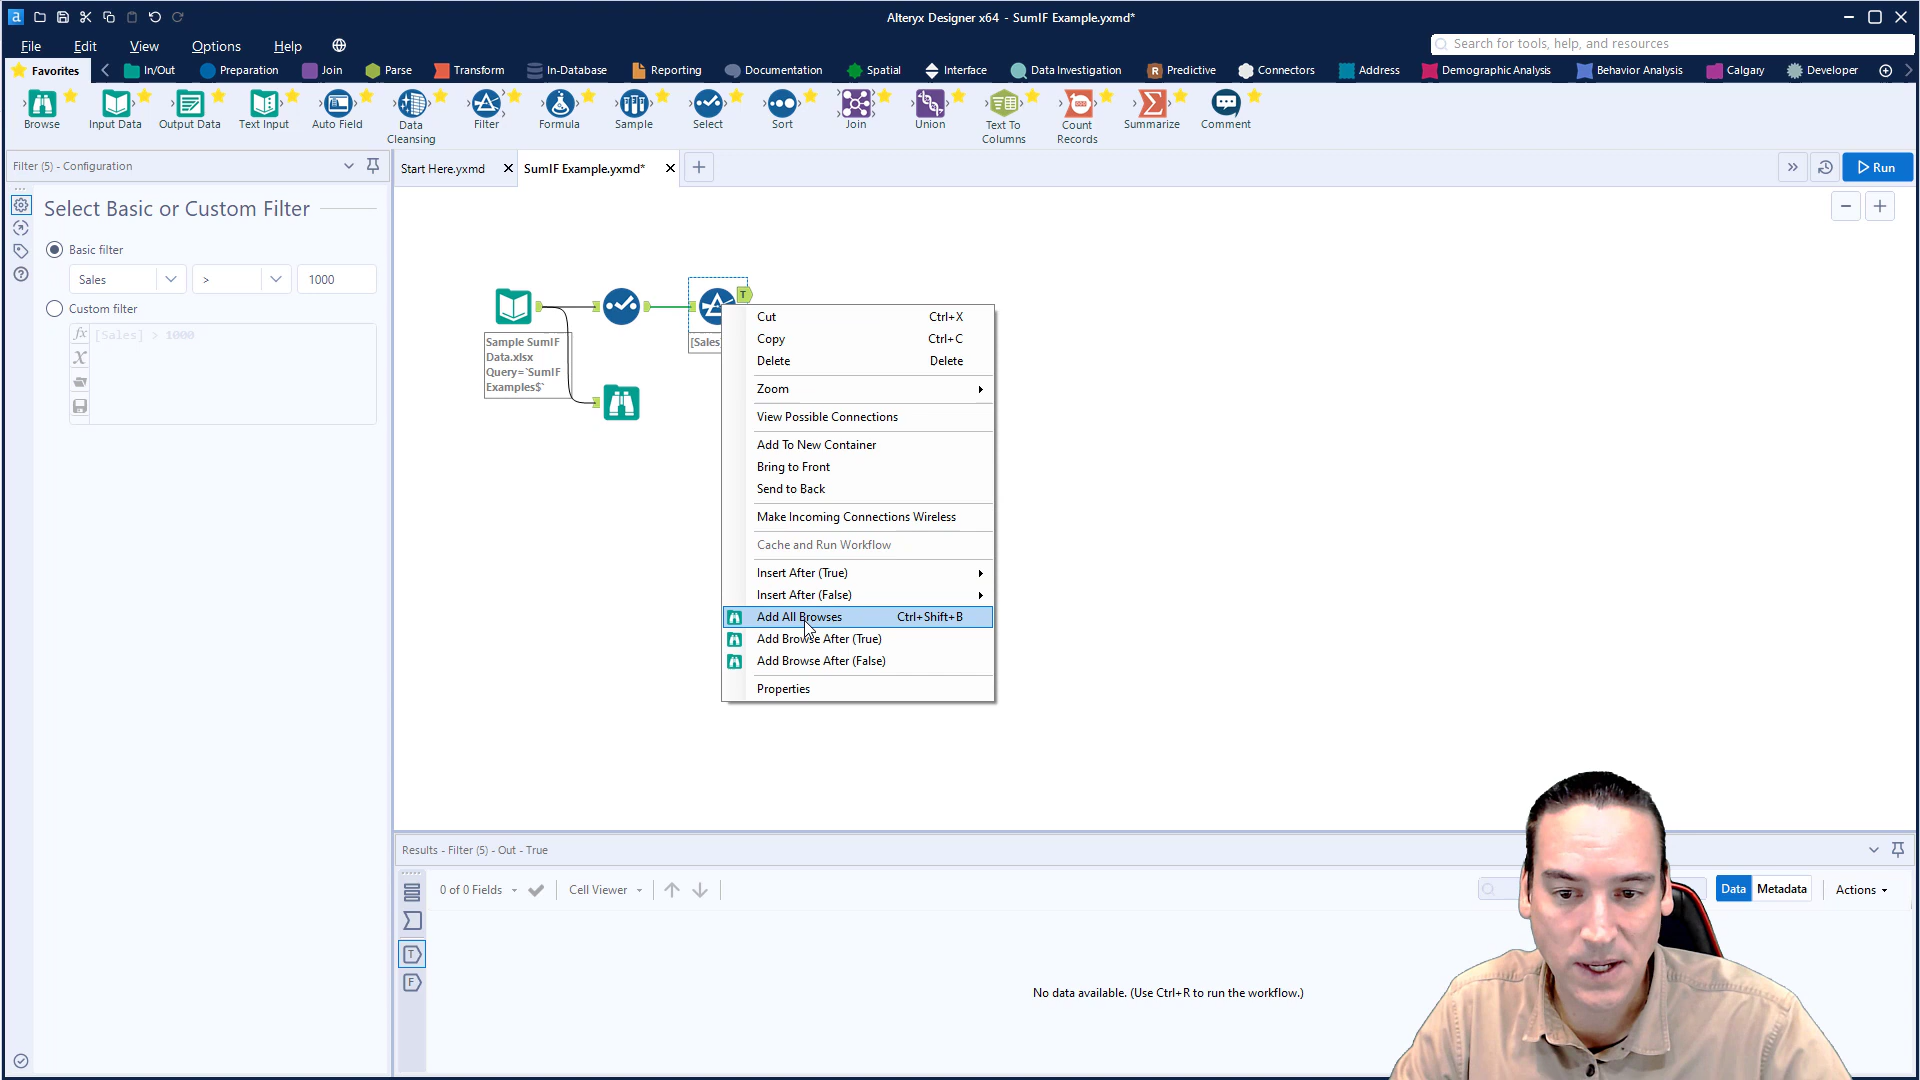 Alteryx Designer x64 - SumIF Example.yxmd*
File
Edit
View
Options
Help
Search for tools, help, and resources
Favorites
In/Out
Preparation
Join
Parse
Transform
In-Database
Reporting
Documentation
Spatial
Interface
Data Investigation
Predictive
Connectors
Address
Demographic Analysis
Behavior Analysis
Calgary
Developer
Browse
Input Data
Output Data
Text Input
Auto Field
Data
Cleansing
Filter
Formula
Sample
Select
Sort
Join
Union
Text To
Columns
Count
Records
Summarize
Comment
Filter (5) - Configuration
Start Here.yxmd
SumIF Example.yxmd*
Run
Select Basic or Custom Filter
Basic filter
Sales
>
1000
Custom filter
[Sales] > 1000
Sample SumIF
Data.xlsx
Query=`SumIF
Examples$`
T
[Sales]
Cut Ctrl+X
Copy Ctrl+C
Delete Delete
Zoom
View Possible Connections
Add To New Container
Bring to Front
Send to Back
Make Incoming Connections Wireless
Cache and Run Workflow
Insert After (True)
Insert After (False)
Add All Browses Ctrl+Shift+B
Add Browse After (True)
Add Browse After (False)
Properties
Results - Filter (5) - Out - True
0 of 0 Fields
Cell Viewer
Data
Metadata
Actions
T
F
No data available. (Use Ctrl+R to run the workflow.)